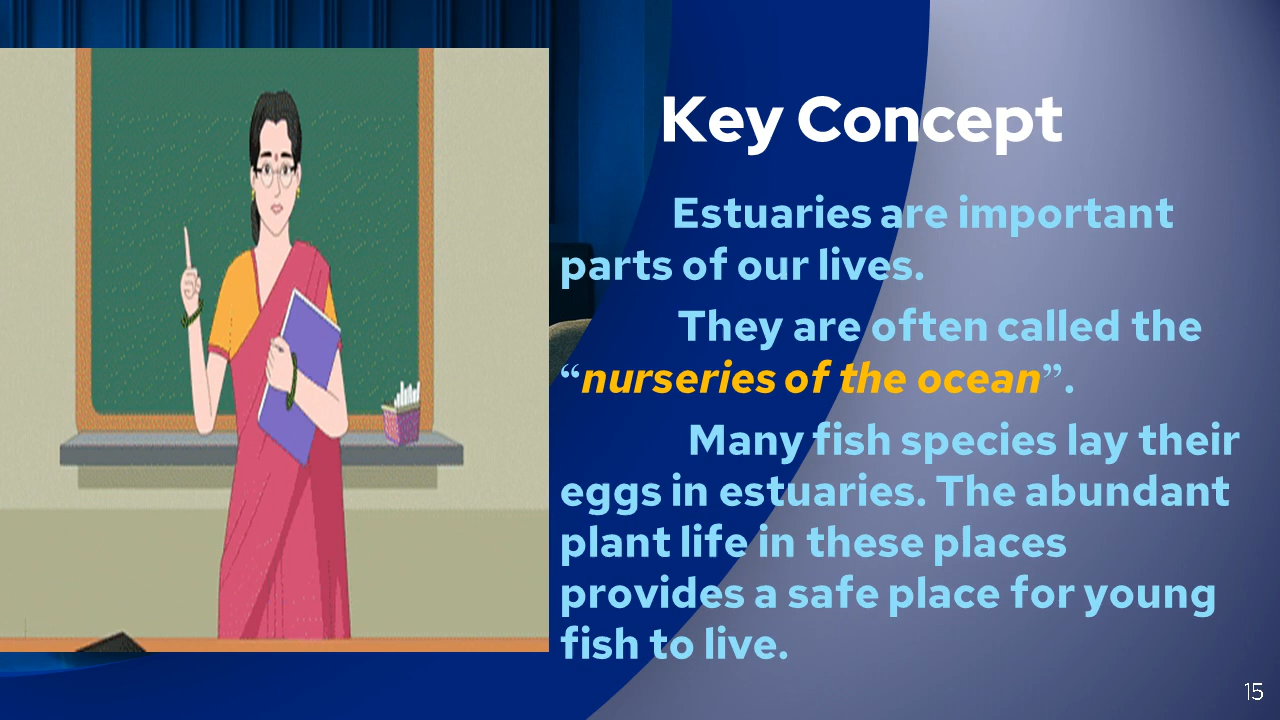 Key Concept
Estuaries are important
parts of our lives.
They are often called the
“nurseries of the ocean”.
Many fish species lay their
eggs in estuaries. The abundant
plant life in these places
provides a safe place for young
fish to live.
15